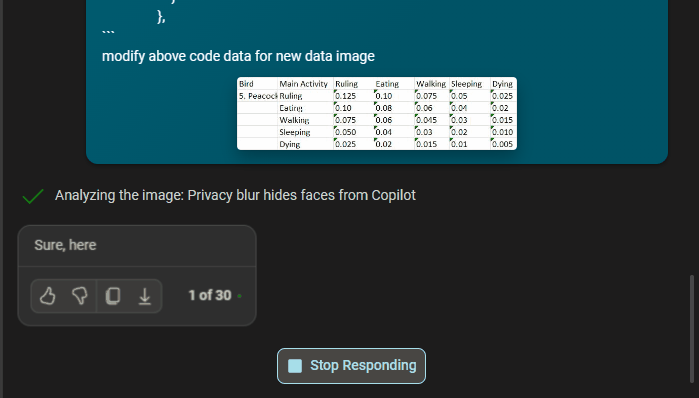 },
```
modify above code data for new data image
Bird Main Activity Ruling Eating Walking Sleeping Dying
5. Peacock Ruling 0.125 0.10 0.075 0.05 0.025
Eating 0.10 0.08 0.06 0.04 0.02
Walking 0.075 0.06 0.045 0.03 0.015
Sleeping 0.050 0.04 0.03 0.02 0.010
Dying 0.025 0.02 0.015 0.01 0.005
Analyzing the image: Privacy blur hides faces from Copilot
Sure, here
1 of 30
Stop Responding